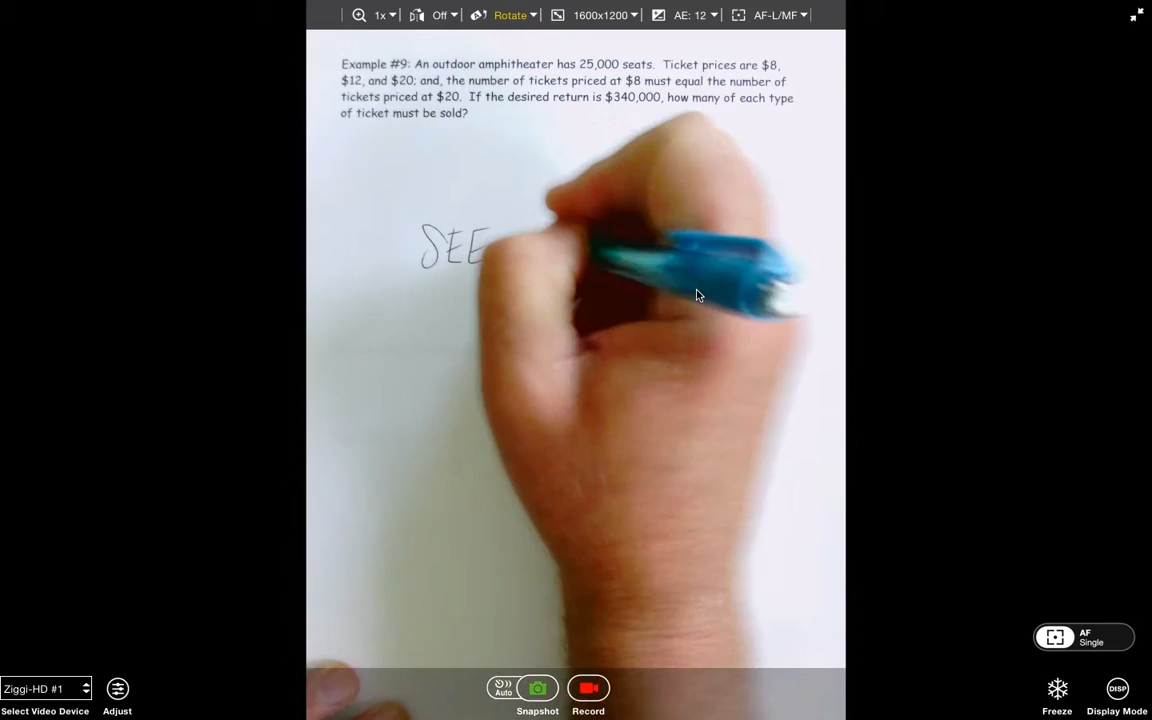 1x
Off
Rotate
1600x1200
AE: 12
AF-L/MF
Example #9: An outdoor amphitheater has 25,000 seats. Ticket prices are $8,
$12, and $20; and, the number of tickets priced at $8 must equal the number of
tickets priced at $20. If the desired return is $340,000, how many of each type
of ticket must be sold?
SEE
AF
Single
Ziggi-HD #1
Auto
Select Video Device
Adjust
Snapshot
Record
Freeze
DISP
Display Mode